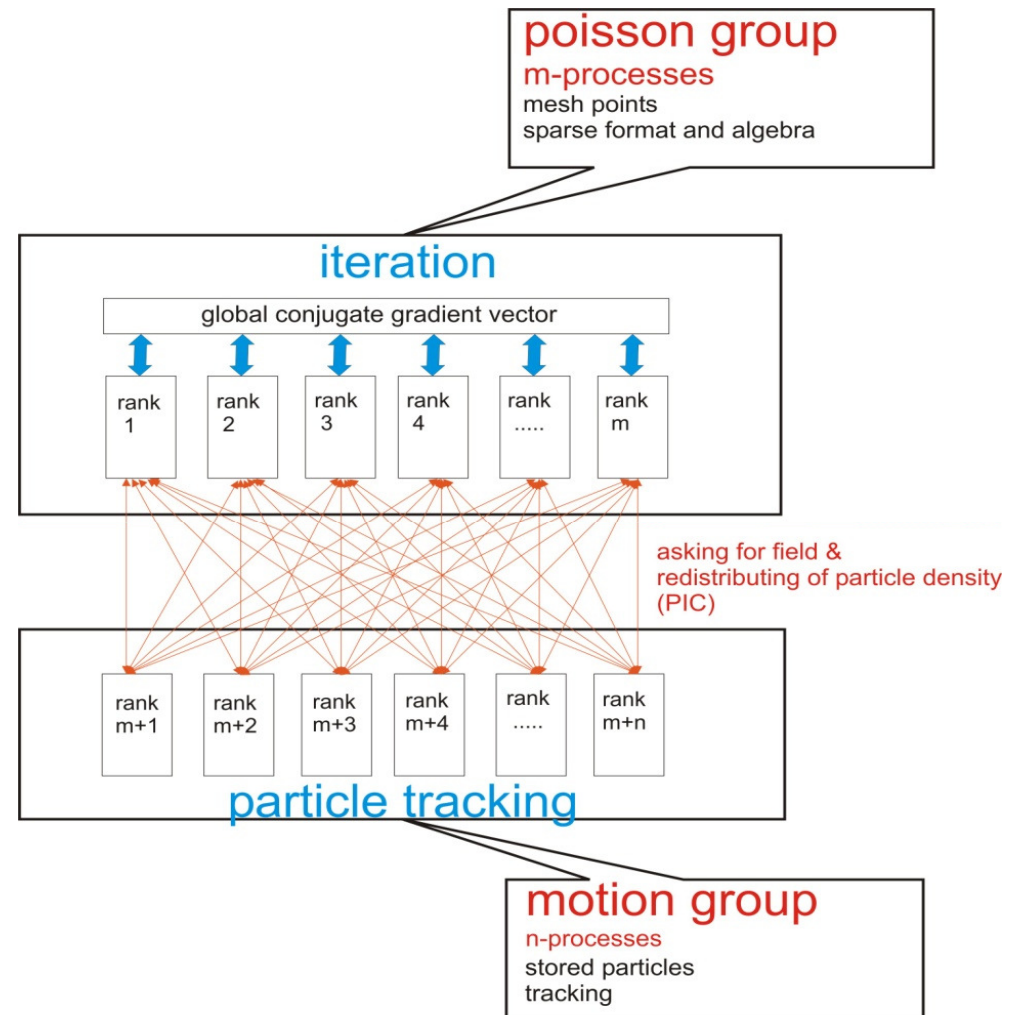 poisson group
m-processes
mesh points
sparse format and algebra
iteration
global conjugate gradient vector
rank
1
rank
2
rank
3
rank
4
rank
.....
rank
m
asking for field &
redistributing of particle density
(PIC)
rank
m+1
rank
m+2
rank
m+3
rank
m+4
rank
.....
rank
m+n
particle tracking
motion group
n-processes
stored particles
tracking